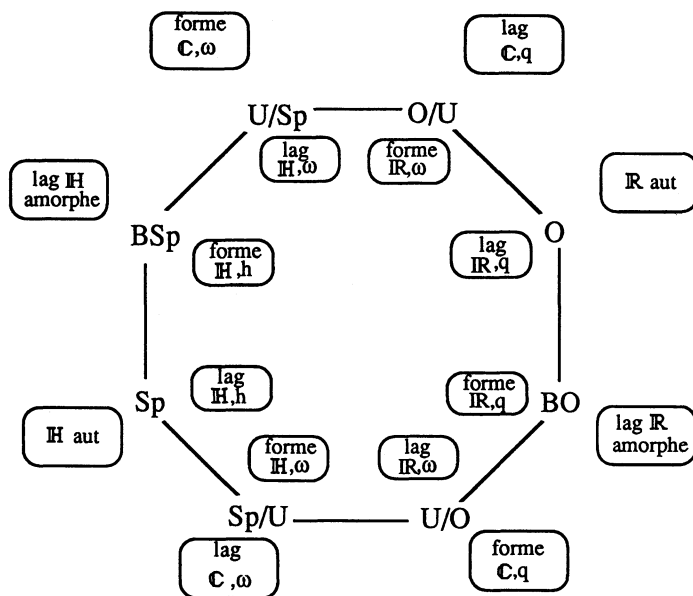 forme
ℂ,ω
lag
ℂ,q
U/Sp
O/U
lag
ℍ,ω
forme
ℝ,ω
lag ℍ
amorphe
ℝ aut
BSp
O
forme
ℍ,h
lag
ℝ,q
Sp
lag
ℍ,h
forme
ℝ,q
BO
ℍ aut
forme
ℍ,ω
lag
ℝ,ω
lag ℝ
amorphe
Sp/U
U/O
lag
ℂ,ω
forme
ℂ,q